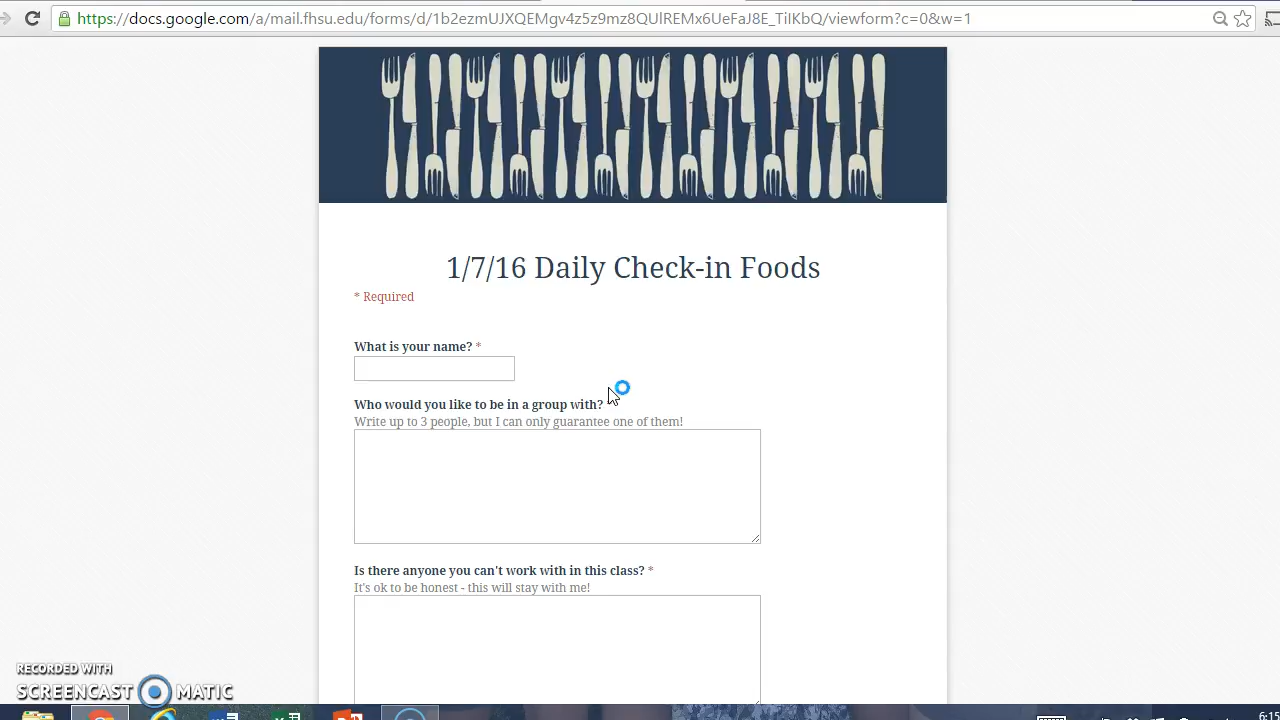 https://docs.google.com/a/mail.fhsu.edu/forms/d/1b2ezmUJXQEMgv4z5z9mz8QUlREMx6UeFaJ8E_TiIKbQ/viewform?c=0&w=1
1/7/16 Daily Check-in Foods
* Required
What is your name? *
Who would you like to be in a group with?
Write up to 3 people, but I can only guarantee one of them!
Is there anyone you can't work with in this class? *
It's ok to be honest - this will stay with me!
RECORDED WITH
SCREENCAST MATIC
6:15